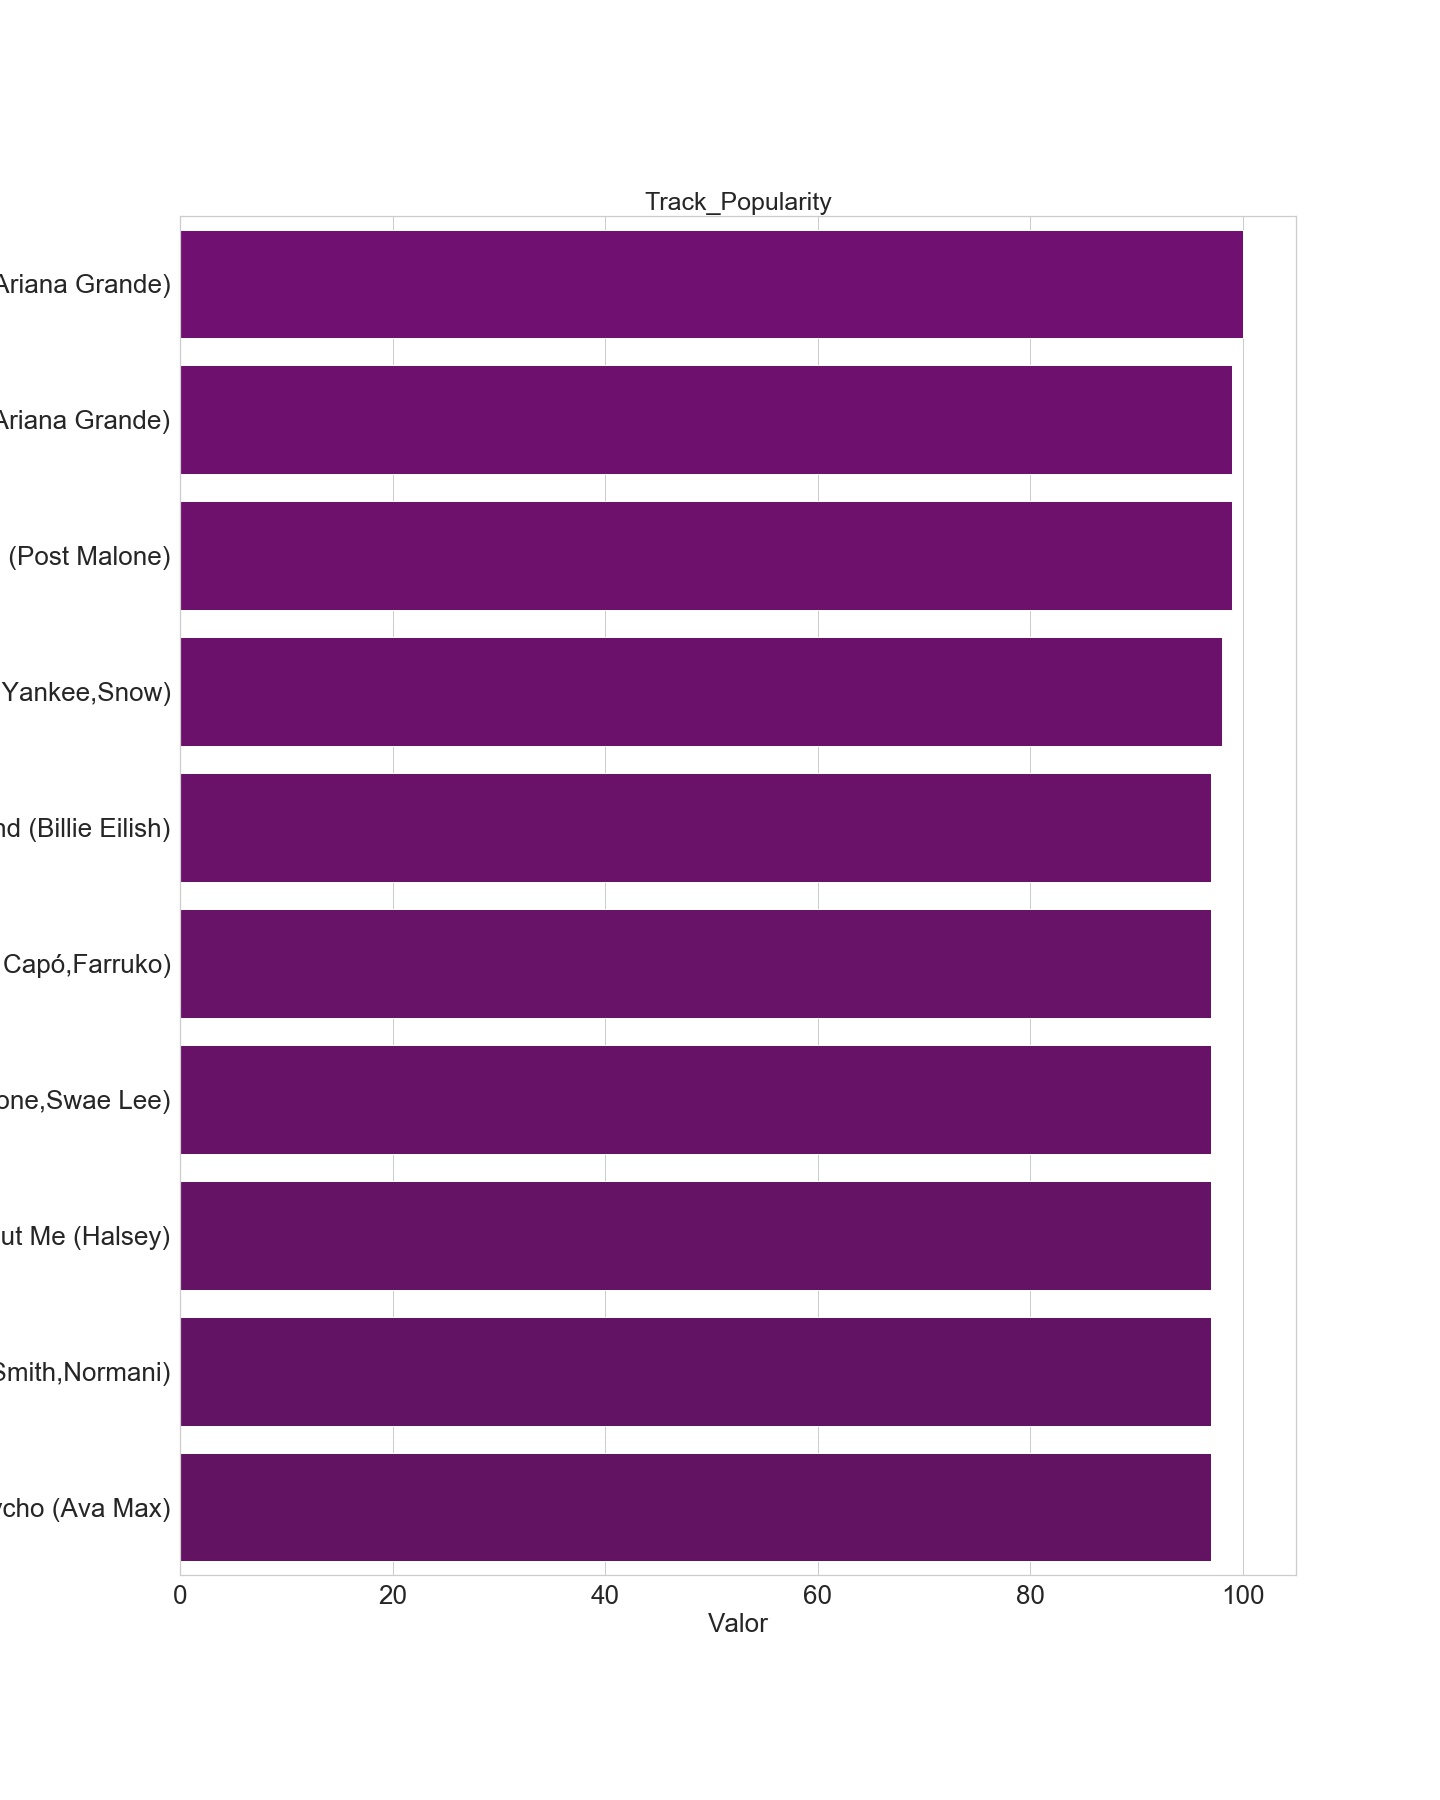 Track_Popularity
Ariana Grande)
Ariana Grande)
(Post Malone)
Yankee,Snow)
nd (Billie Eilish)
Capó,Farruko)
one,Swae Lee)
ut Me (Halsey)
Smith,Normani)
ycho (Ava Max)
0 20 40 60 80 100
Valor